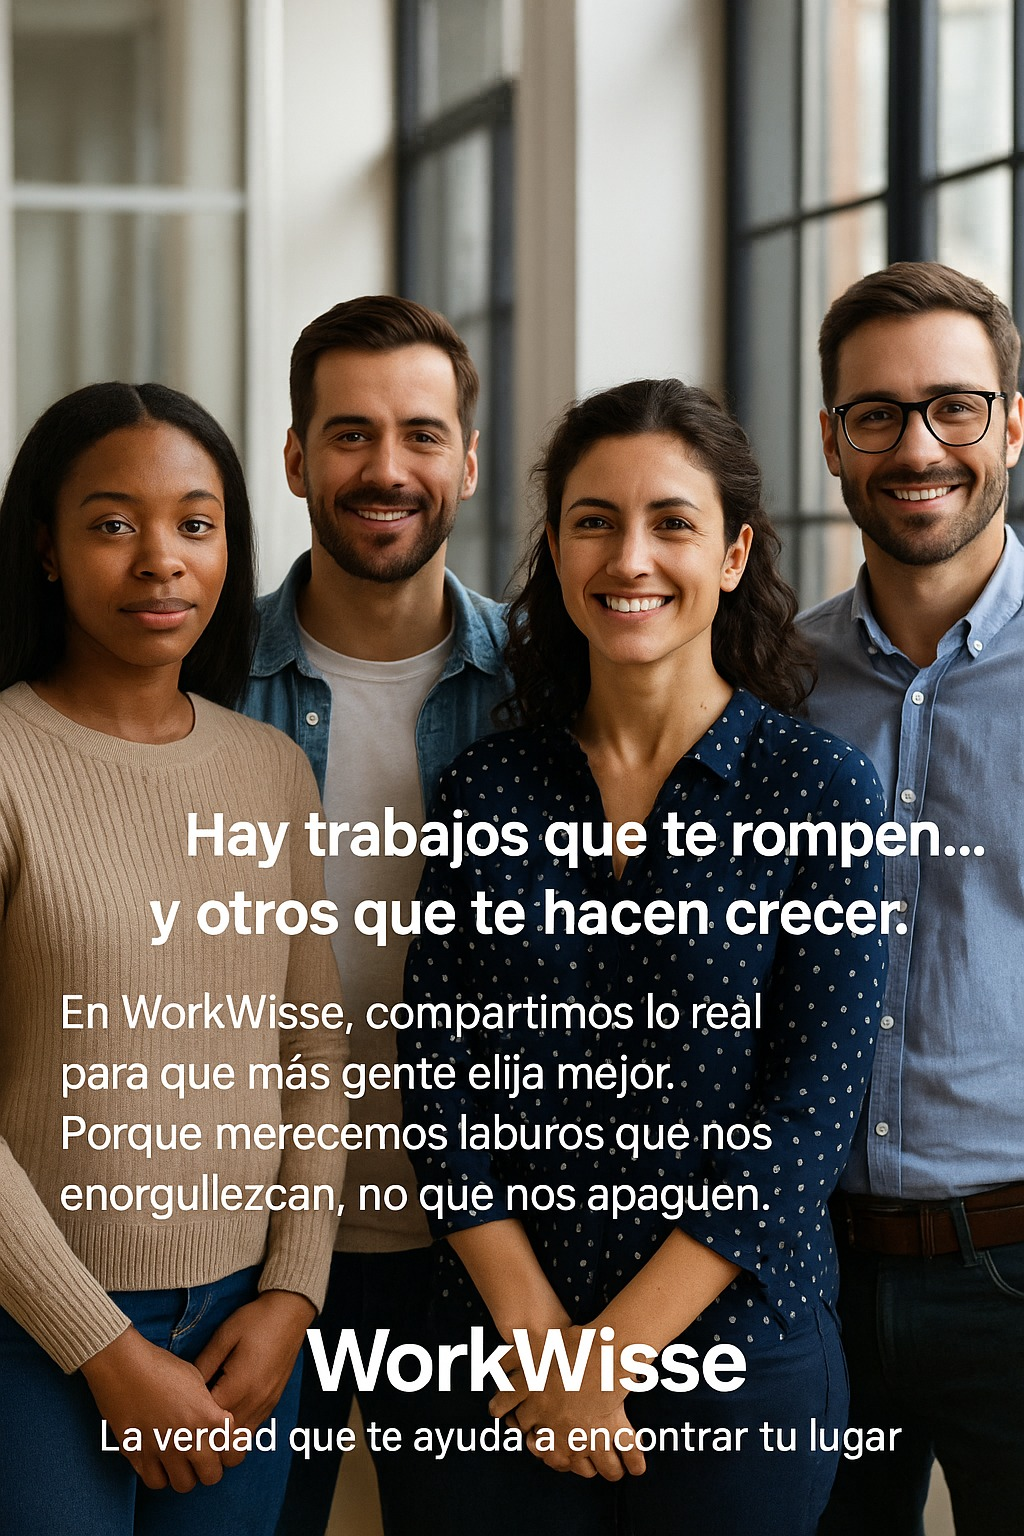 Hay trabajos que te rompen...
y otros que te hacen crecer.
En WorkWisse, compartimos lo real
para que más gente elija mejor.
Porque merecemos laburos que nos
enorgullezcan, no que nos apaguen.
WorkWisse
La verdad que te ayuda a encontrar tu lugar